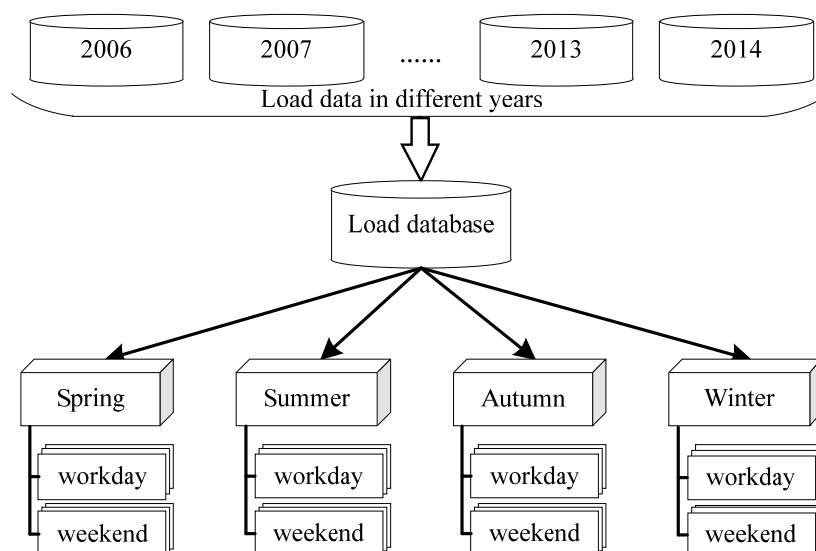 2006 2007 ...... 2013 2014
Load data in different years
Load database
Spring Summer Autumn Winter
workday workday workday workday
weekend weekend weekend weekend